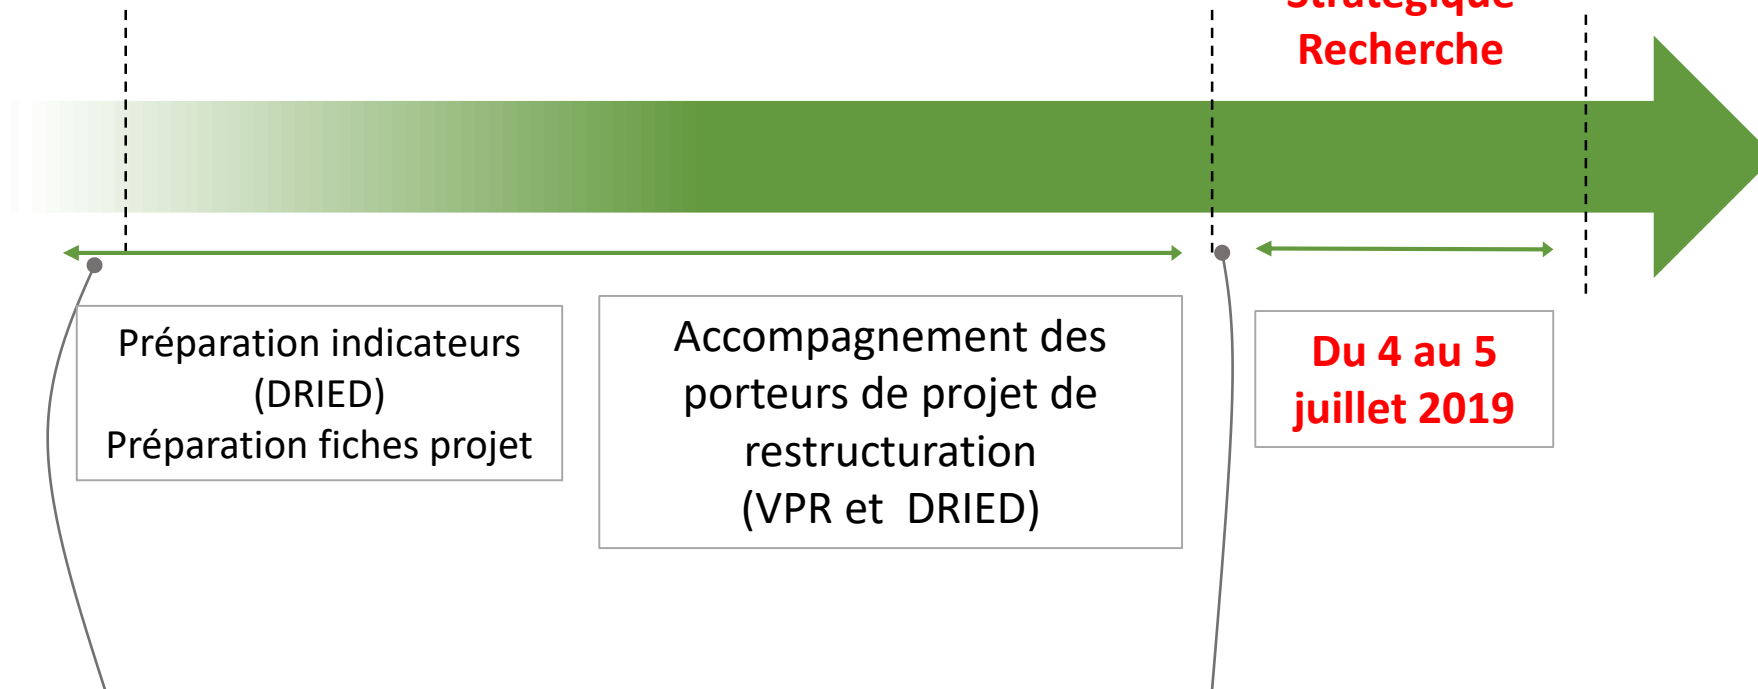 Stratégique
Recherche
Préparation indicateurs
(DRIED)
Préparation fiches projet
Accompagnement des
porteurs de projet de
restructuration
(VPR et  DRIED)
Du 4 au 5
juillet 2019